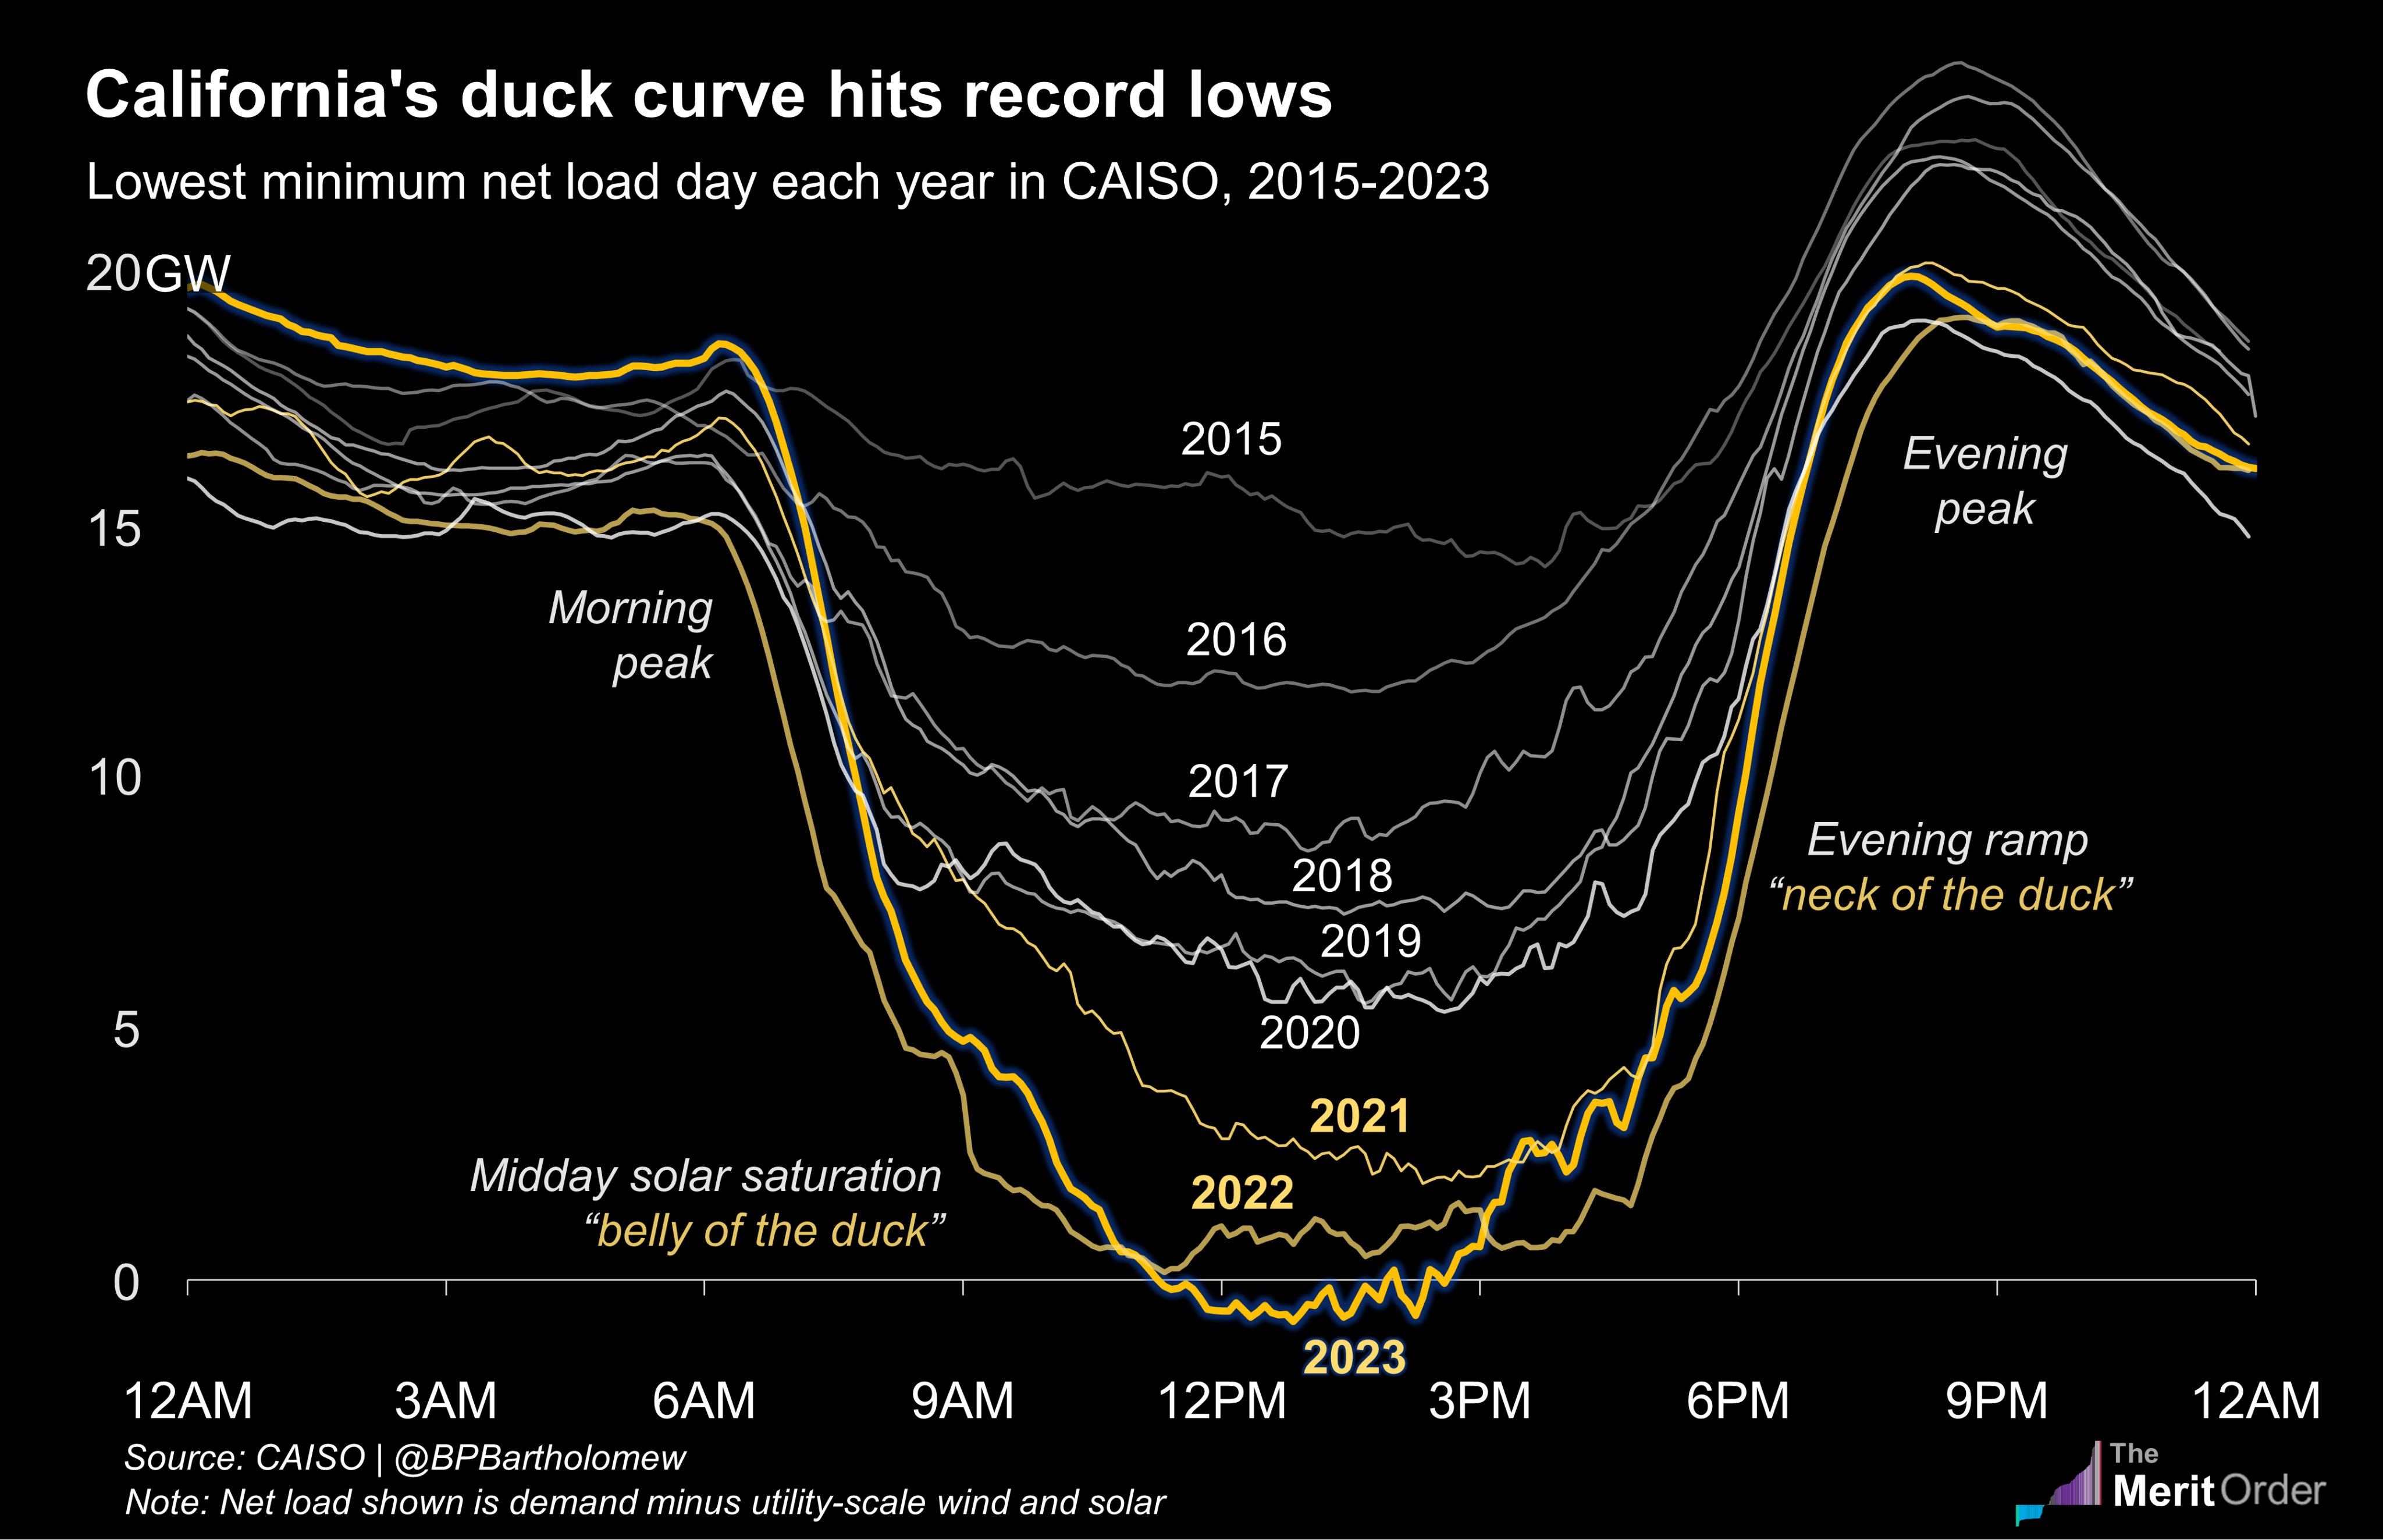 California's duck curve hits record lows
Lowest minimum net load day each year in CAISO, 2015-2023
20GW
15
10
5
0
2015
2016
2017
2018
2019
2020
2021
2022
2023
Morning
peak
Evening
peak
Evening ramp
“neck of the duck”
Midday solar saturation
“belly of the duck”
12AM 3AM 6AM 9AM 12PM 3PM 6PM 9PM 12AM
Source: CAISO | @BPBartholomew
Note: Net load shown is demand minus utility-scale wind and solar
The
Merit Order